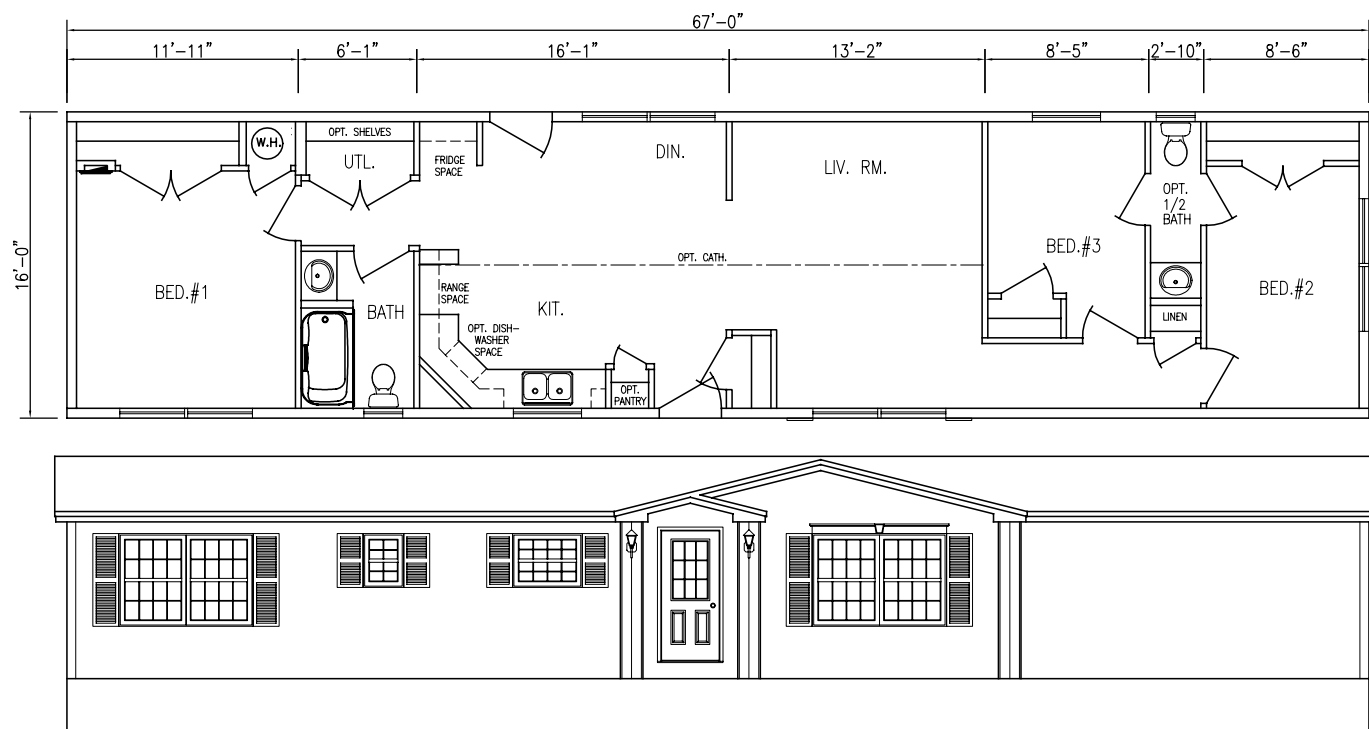 67'-0"
11'-11"
6'-1"
16'-1"
13'-2"
8'-5"
2'-10"
8'-6"
16'-0"
W.H.
OPT. SHELVES
UTL.
FRIDGE
SPACE
DIN.
LIV. RM.
OPT.
1/2
BATH
BED.#3
OPT. CATH.
BED.#1
RANGE
SPACE
BED.#2
BATH
KIT.
LINEN
OPT. DISH-
WASHER
SPACE
OPT.
PANTRY